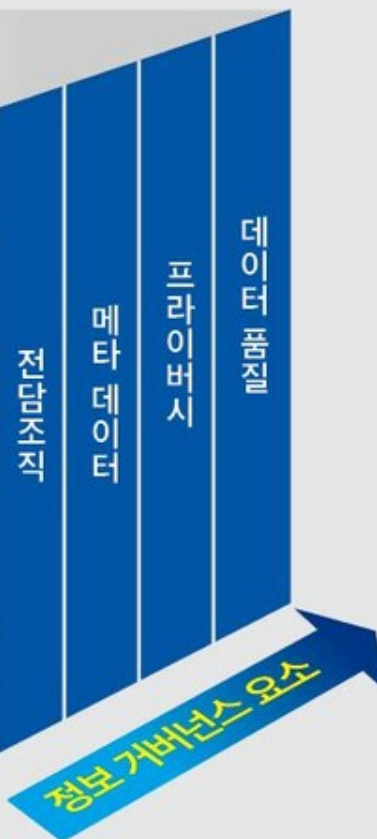 전담조직
메타 데이터
프라이버시
데이터 품질
정보 거버넌스 요소